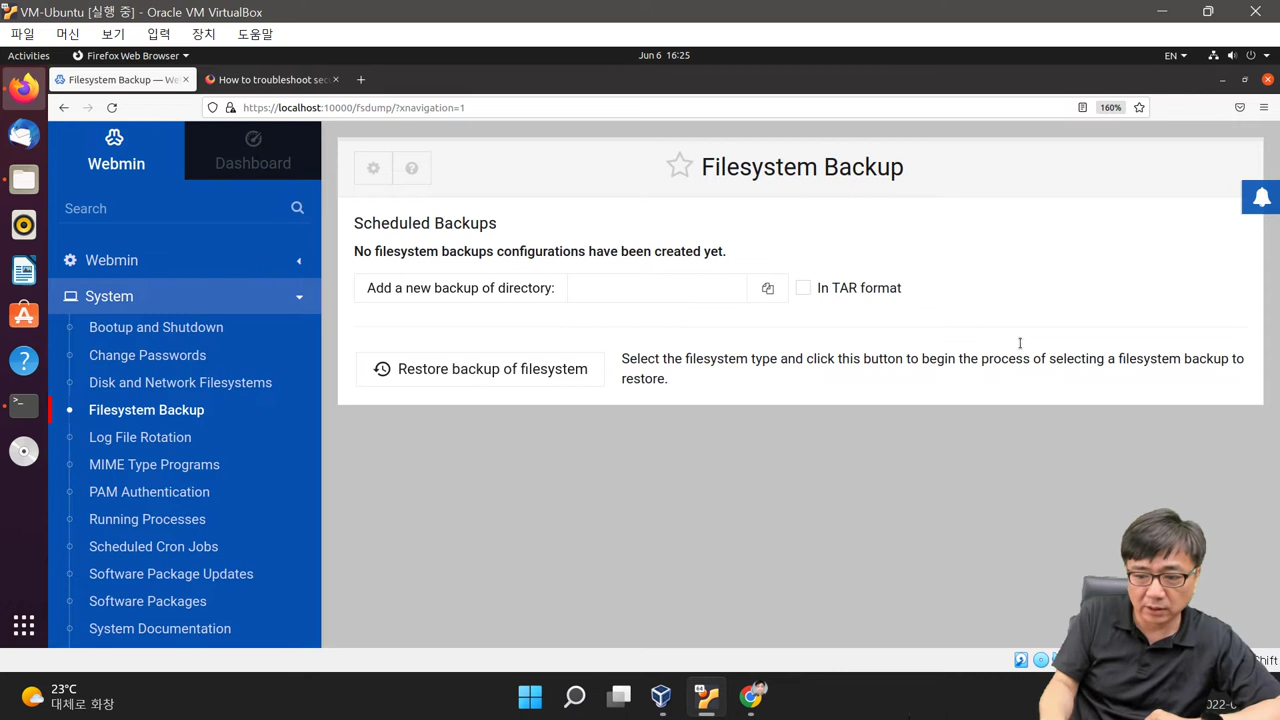 VM-Ubuntu [실행 중] - Oracle VM VirtualBox
파일 머신 보기 입력 장치 도움말
Activities Firefox Web Browser Jun 6 16:25 EN
Filesystem Backup — We How to troubleshoot sec
https://localhost:10000/fsdump/?xnavigation=1 160%
Webmin
Dashboard
Search
Webmin
System
Bootup and Shutdown
Change Passwords
Disk and Network Filesystems
Filesystem Backup
Log File Rotation
MIME Type Programs
PAM Authentication
Running Processes
Scheduled Cron Jobs
Software Package Updates
Software Packages
System Documentation
Filesystem Backup
Scheduled Backups
No filesystem backups configurations have been created yet.
Add a new backup of directory: In TAR format
Restore backup of filesystem
Select the filesystem type and click this button to begin the process of selecting a filesystem backup to
restore.
23°C
대체로 화창